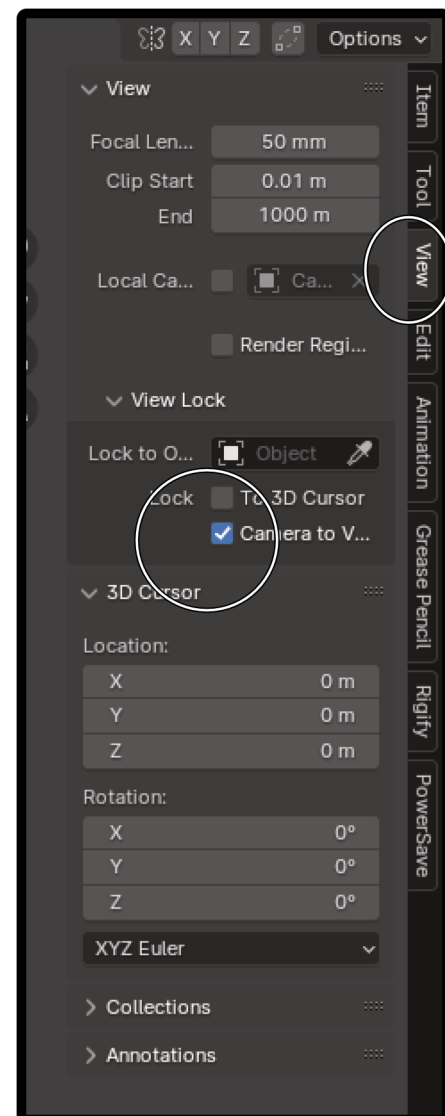 X Y Z Options
View
Focal Len... 50 mm
Clip Start 0.01 m
End 1000 m
Local Ca... Ca...
Render Regi...
View Lock
Lock to O... Object
Lock To 3D Cursor
Camera to V...
3D Cursor
Location:
X 0 m
Y 0 m
Z 0 m
Rotation:
X 0°
Y 0°
Z 0°
XYZ Euler
Collections
Annotations
Item
Tool
View
Edit
Animation
Grease Pencil
Rigify
PowerSave